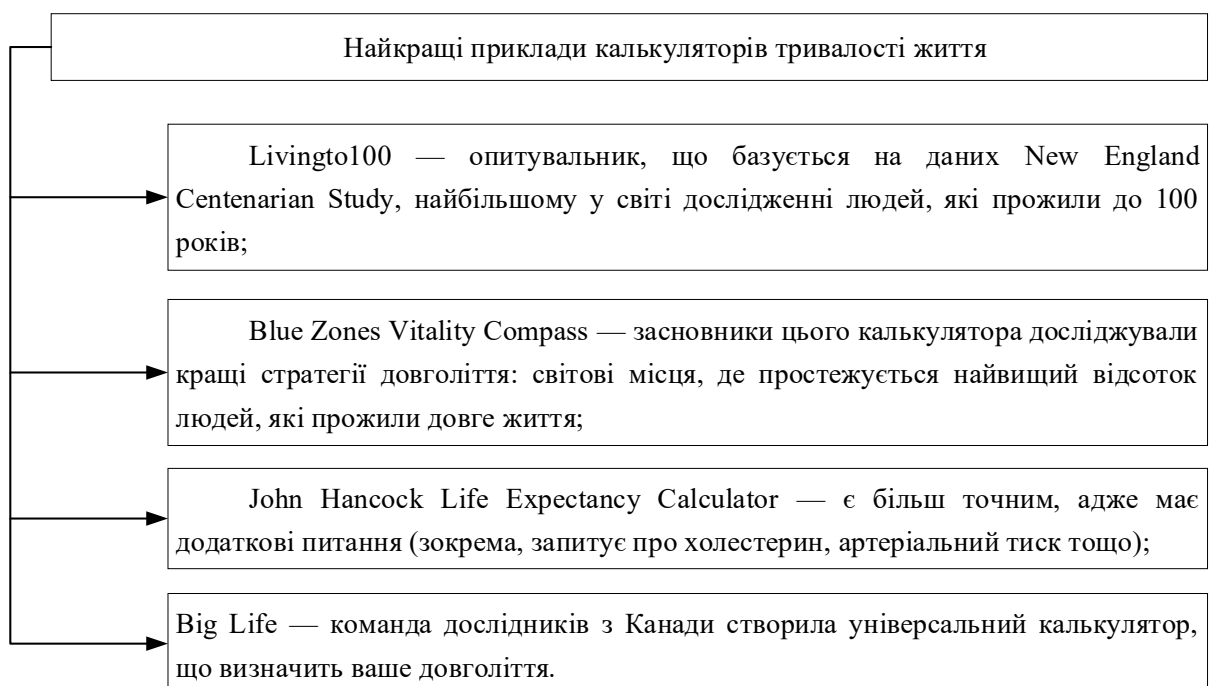 Найкращі приклади калькуляторів тривалості життя
Livingto100 — опитувальник, що базується на даних New England
Centenarian Study, найбільшому у світі дослідженні людей, які прожили до 100
років;
Blue Zones Vitality Compass — засновники цього калькулятора досліджували
кращі стратегії довголіття: світові місця, де простежується найвищий відсоток
людей, які прожили довге життя;
John Hancock Life Expectancy Calculator — є більш точним, адже має
додаткові питання (зокрема, запитує про холестерин, артеріальний тиск тощо);
Big Life — команда дослідників з Канади створила універсальний калькулятор,
що визначить ваше довголіття.